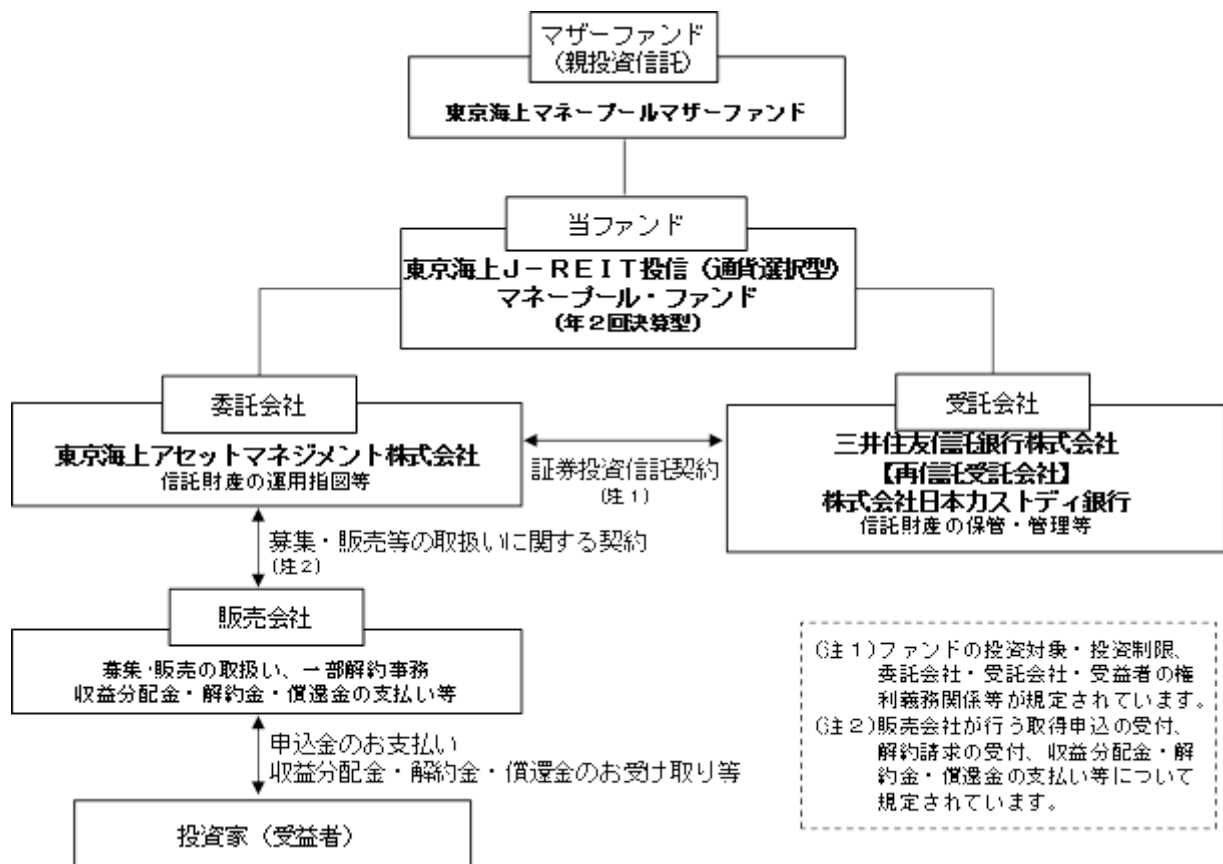 マザーファンド
（親投資信託）
東京海上マネープールマザーファンド
当ファンド
東京海上Ｊ－ＲＥＩＴ投信（通貨選択型）
マネープール・ファンド
（年２回決算型）
委託会社
東京海上アセットマネジメント株式会社
信託財産の運用指図等
証券投資信託契約
（注１）
受託会社
三井住友信託銀行株式会社
【再信託受託会社】
株式会社日本カストディ銀行
信託財産の保管・管理等
募集・販売等の取扱いに関する契約
（注２）
販売会社
募集・販売の取扱い、一部解約事務
収益分配金・解約金・償還金の支払い等
申込金のお支払い
収益分配金・解約金・償還金のお受け取り等
投資家（受益者）
（注１）ファンドの投資対象・投資制限、
委託会社・受託会社・受益者の権
利義務関係等が規定されています。
（注２）販売会社が行う取得申込の受付、
解約請求の受付、収益分配金・解
約金・償還金の支払い等について
規定されています。